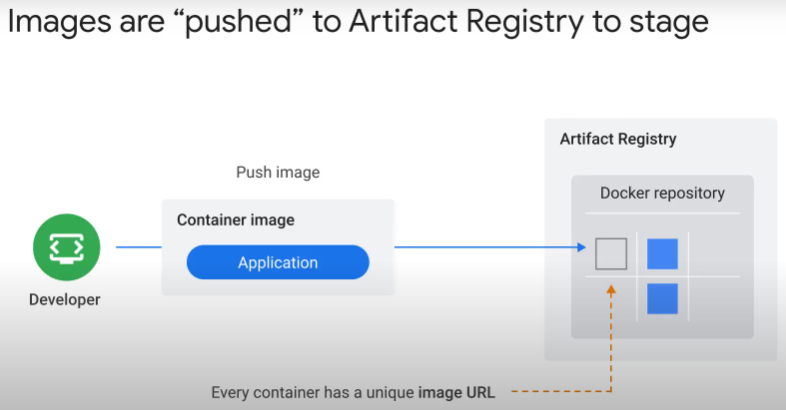 Images are “pushed” to Artifact Registry to stage
Artifact Registry
Push image
Docker repository
Container image
Application
Developer
Every container has a unique image URL